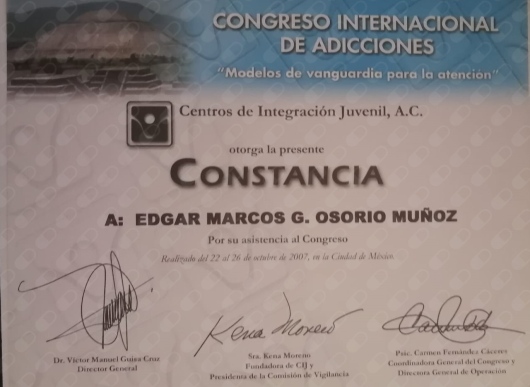 CONGRESO INTERNACIONAL
DE ADICCIONES
"Modelos de vanguardia para la atención"
Centros de Integración Juvenil, A.C.
otorga la presente
CONSTANCIA
A: EDGAR MARCOS G. OSORIO MUÑOZ
Por su asistencia al Congreso
Realizado del 22 al 26 de octubre de 2007, en la Ciudad de México
Kena Moreno
Dr. Víctor Manuel Guisa Cruz
Director General
Sra. Kena Moreno
Fundadora de CIJ y
Presidenta de la Comisión de Vigilancia
Psic. Carmen Fernández Cáceres
Coordinadora General del Congreso y
Directora General de Operación